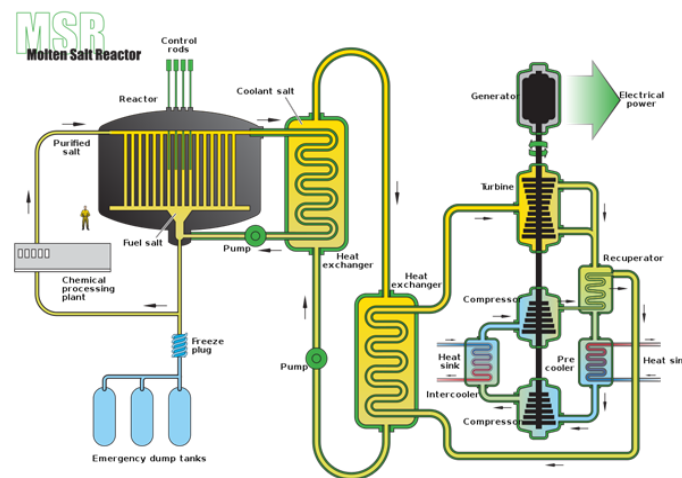 MSR
Molten Salt Reactor
Control
rods
Reactor
Coolant salt
Purified
salt
Fuel salt
Pump
Heat
exchanger
Chemical
processing
plant
Freeze
plug
Emergency dump tanks
Pump
Heat
exchanger
Generator
Electrical
power
Turbine
Recuperator
Compressor
Heat
sink
Pre
cooler
Heat sin
Intercooler
Compressor